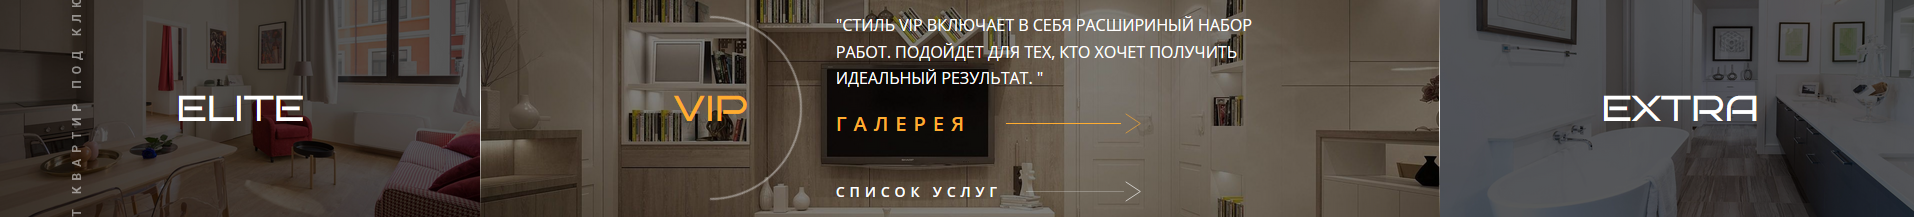 Т КВАРТИР ПОД КЛЮ
ELITE
VIP
"СТИЛЬ VIP ВКЛЮЧАЕТ В СЕБЯ РАСШИРИНЫЙ НАБОР
РАБОТ. ПОДОЙДЕТ ДЛЯ ТЕХ, КТО ХОЧЕТ ПОЛУЧИТЬ
ИДЕАЛЬНЫЙ РЕЗУЛЬТАТ. "
ГАЛЕРЕЯ
СПИСОК УСЛУГ
EXTRA